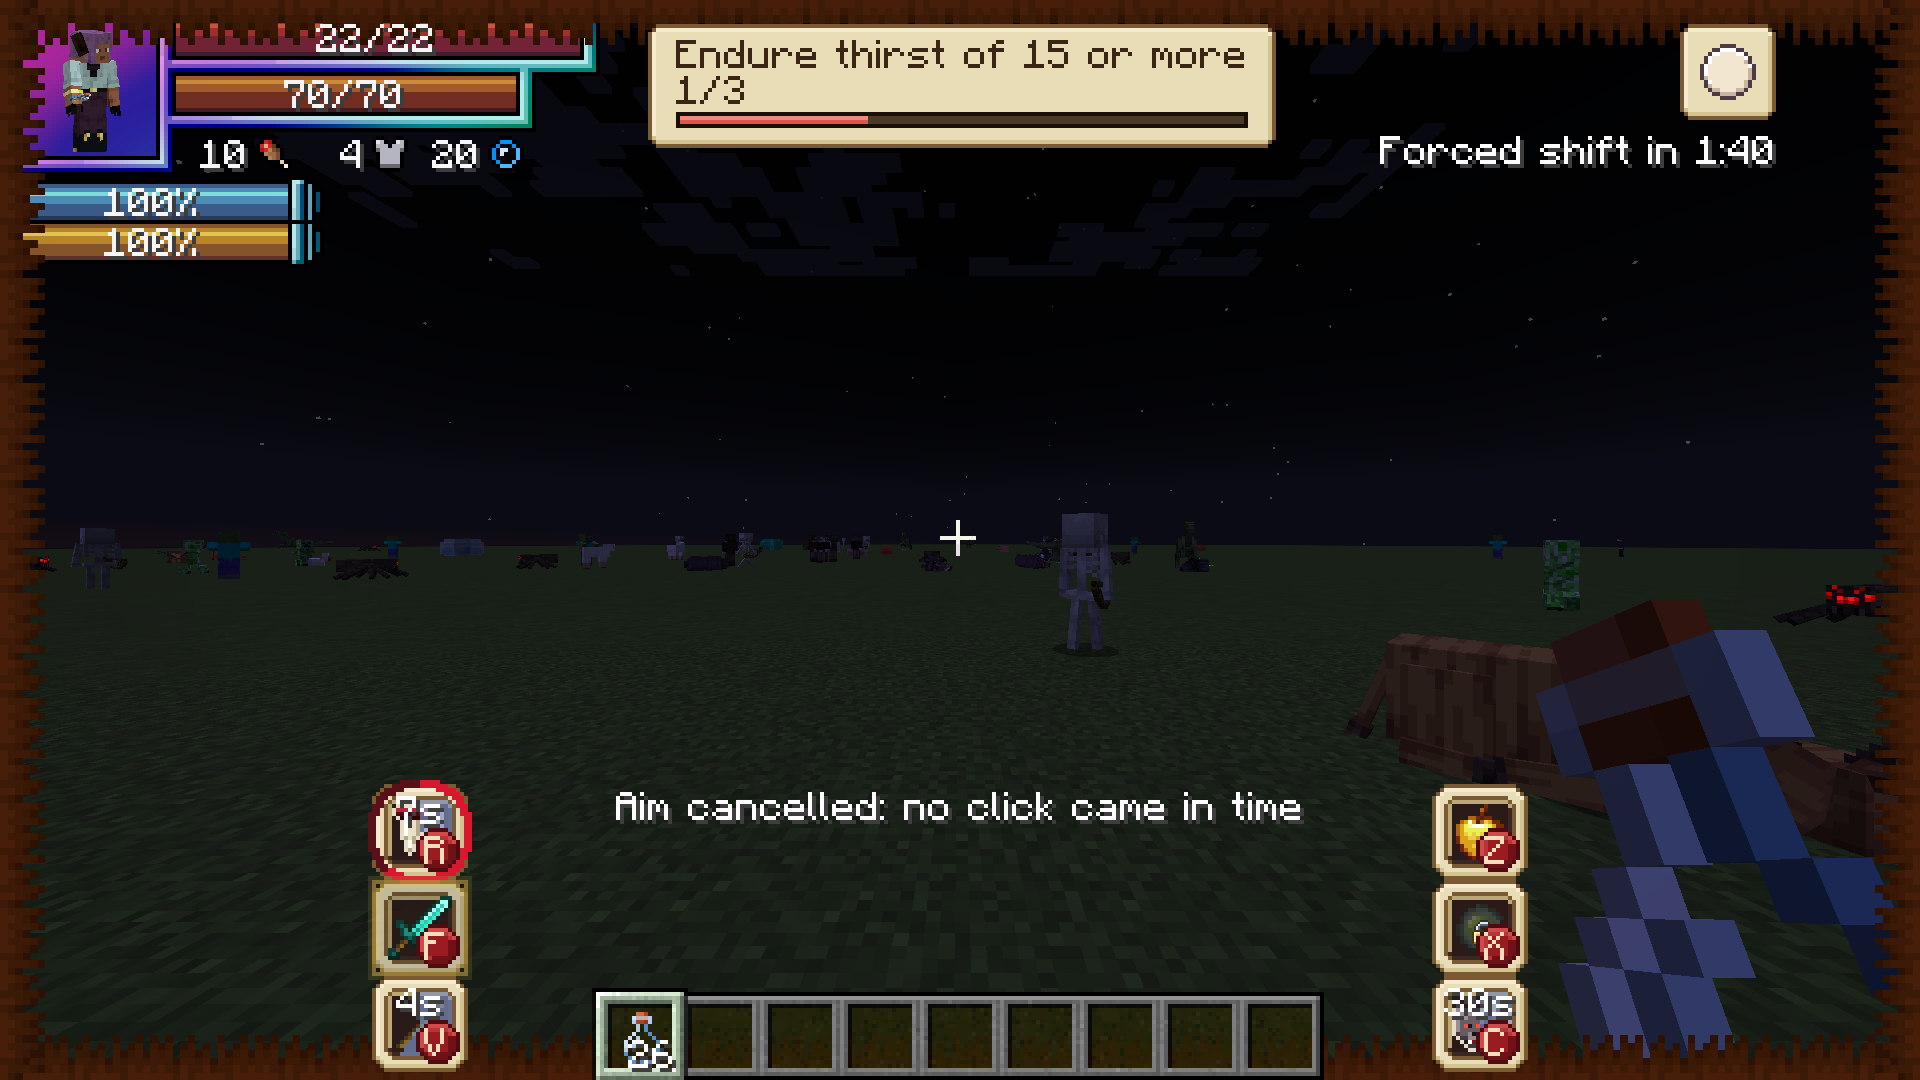 22/22
70/70
10 4 20
100%
100%
Endure thirst of 15 or more
1/3
Forced shift in 1:40
Aim cancelled: no click came in time
7s
R
F
4s
V
Z
X
30s
C
26